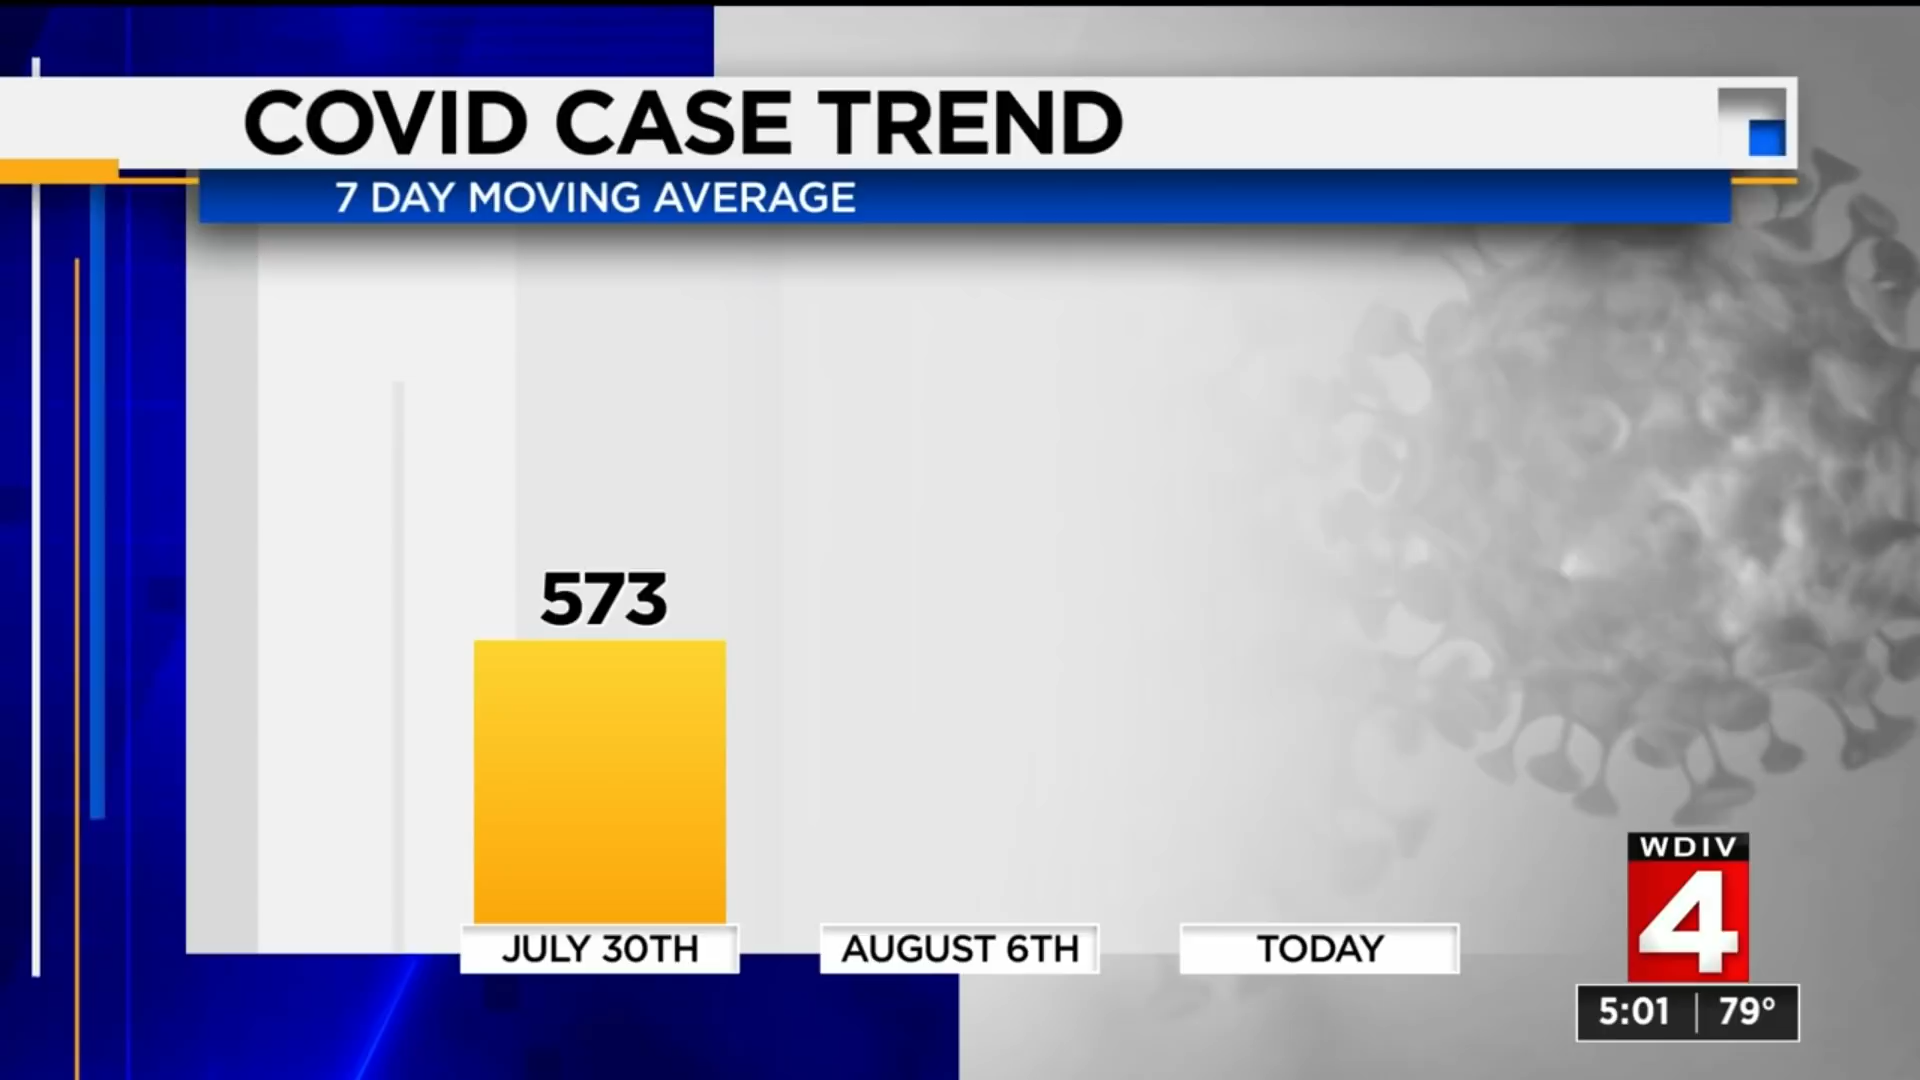 COVID CASE TREND
7 DAY MOVING AVERAGE
573
JULY 30TH
AUGUST 6TH
TODAY
WDIV
4
5:01 79°